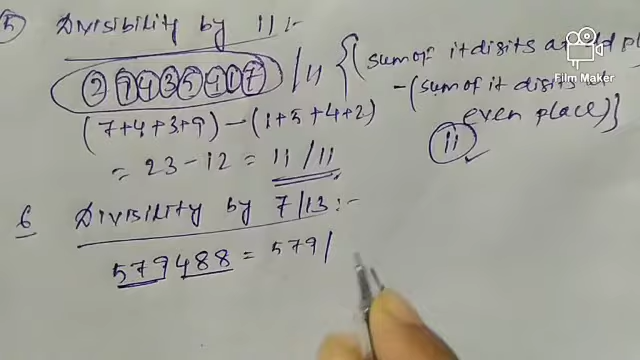 5 Divisibility by 11:-
2 9 4 3 5 4 1 7 / 11 { (sum of it digits at odd pl
- (sum of it digits
even place) }
(7+4+3+9) - (1+5+4+2)
= 23 - 12 = 11 / 11
11
6 Divisibility by 7/13:-
579488 = 579/
Film Maker